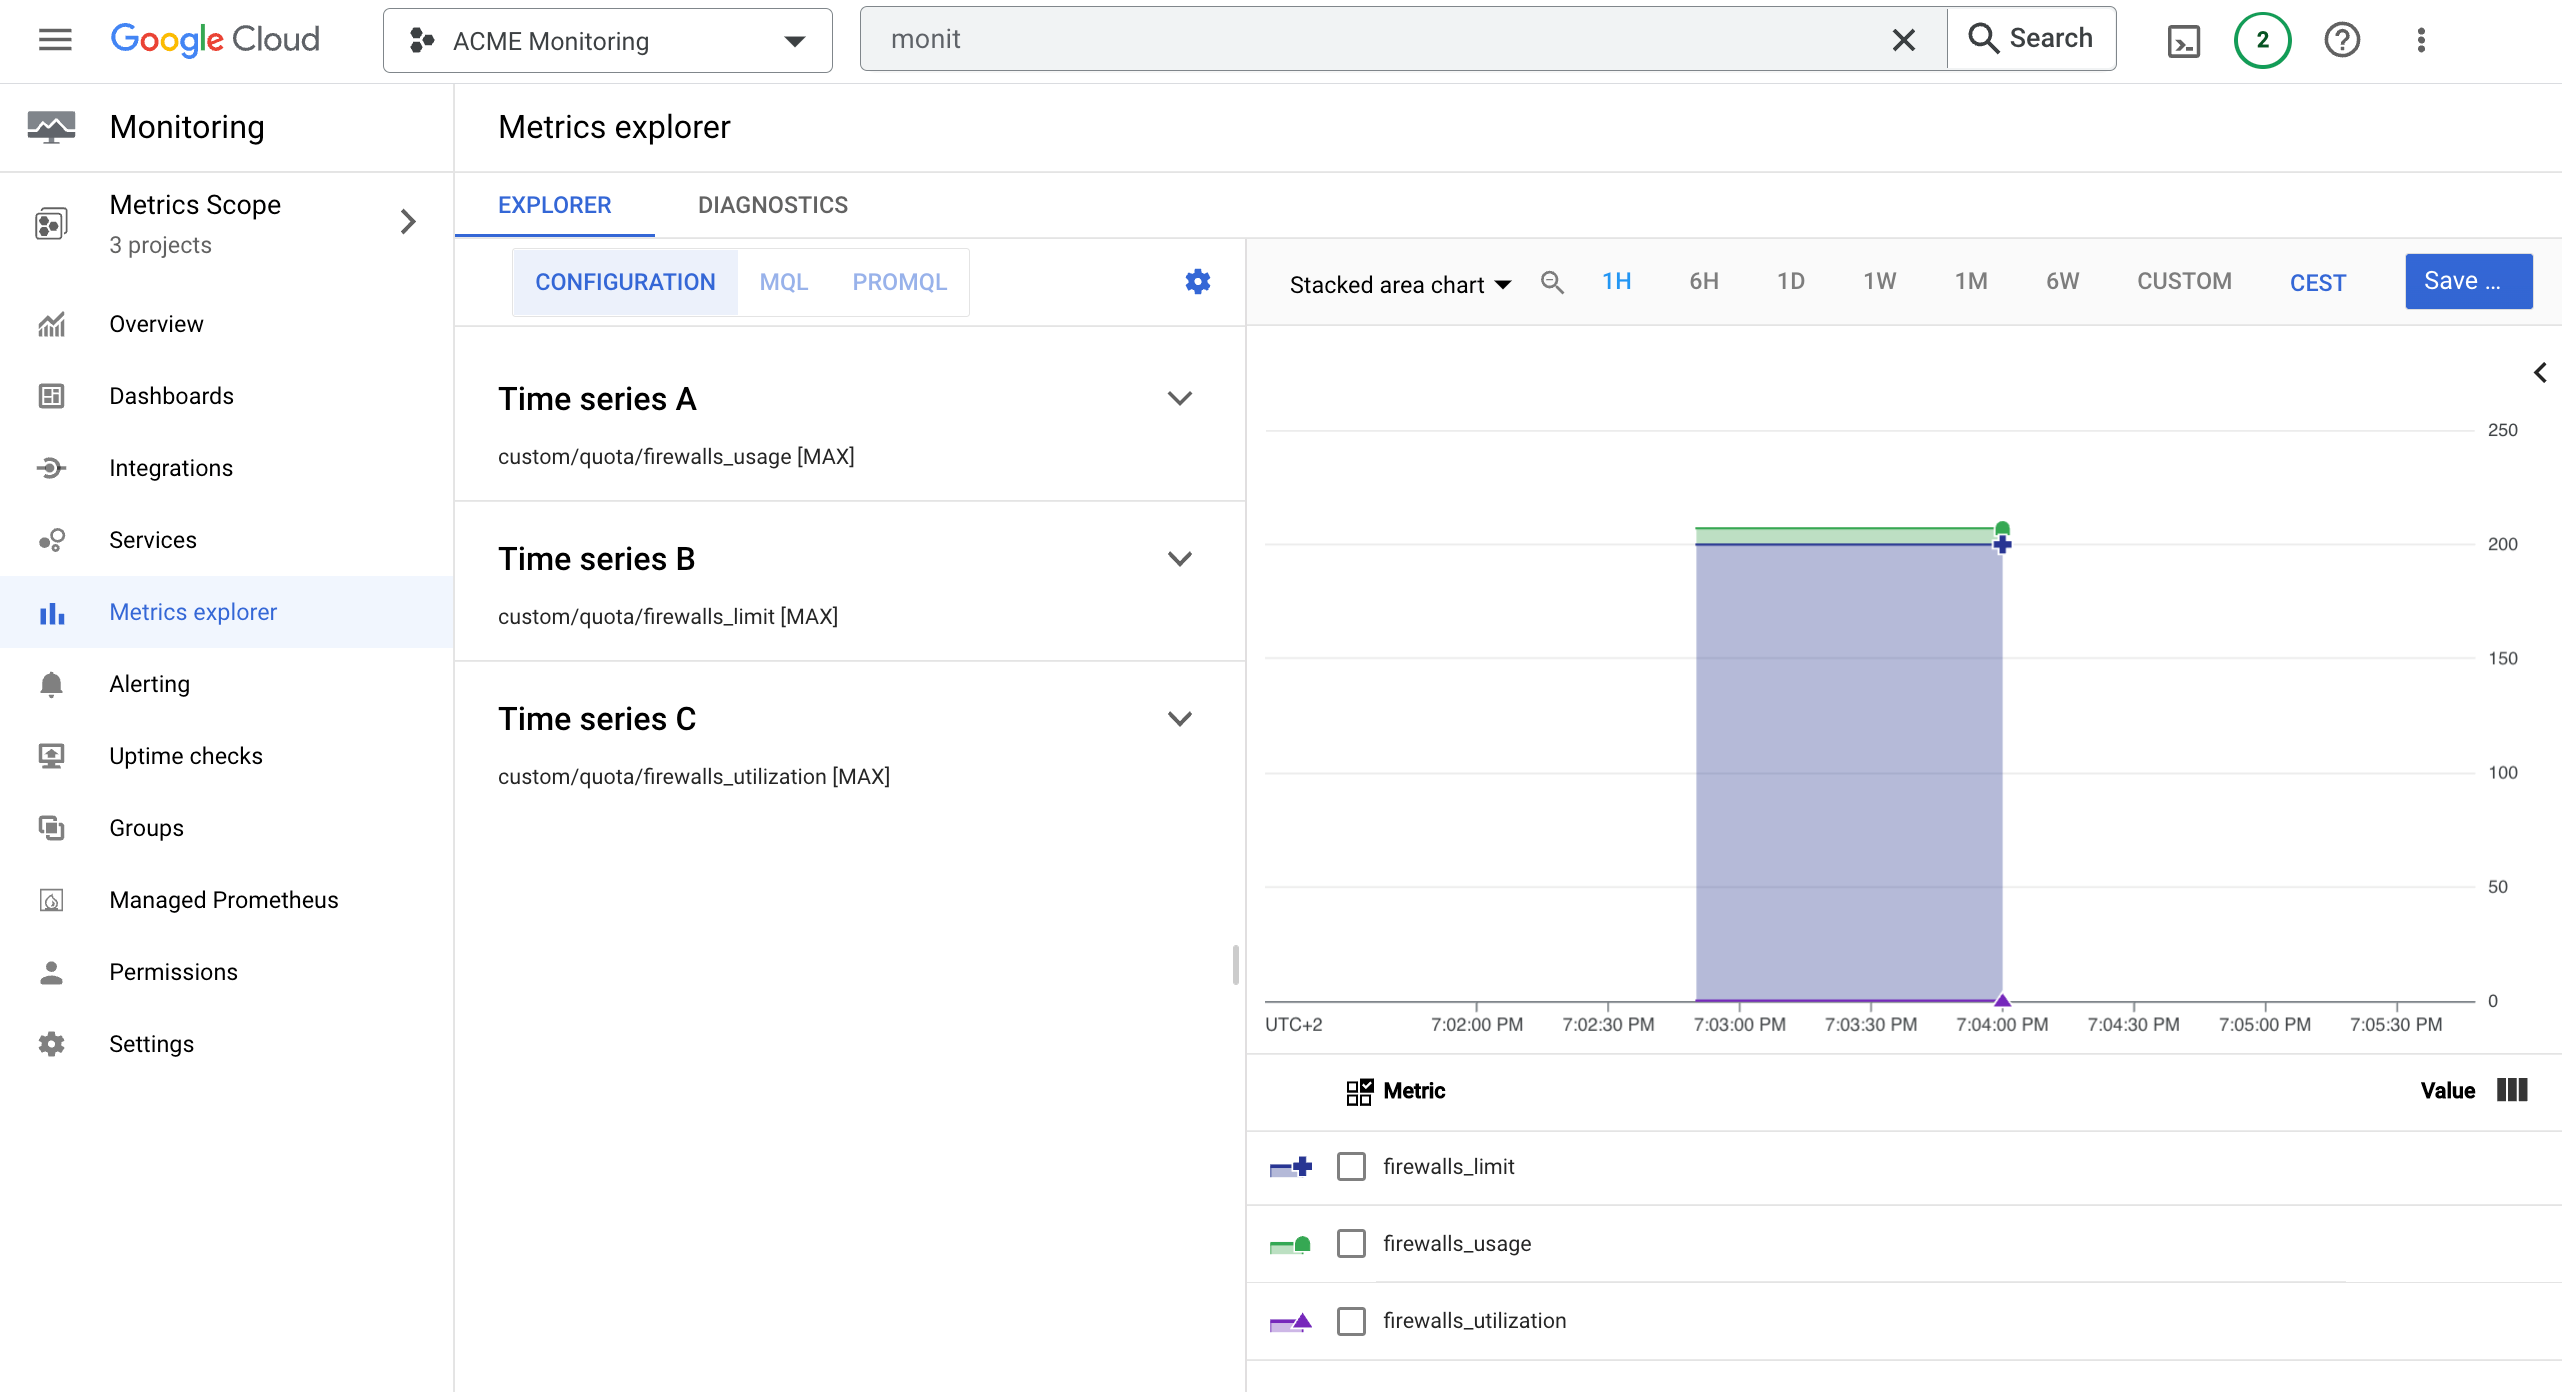 Google Cloud
ACME Monitoring
monit
Search
2
Monitoring
Metrics explorer
Metrics Scope
3 projects
EXPLORER
DIAGNOSTICS
Overview
Dashboards
Integrations
Services
Metrics explorer
Alerting
Uptime checks
Groups
Managed Prometheus
Permissions
Settings
CONFIGURATION
MQL
PROMQL
Time series A
custom/quota/firewalls_usage [MAX]
Time series B
custom/quota/firewalls_limit [MAX]
Time series C
custom/quota/firewalls_utilization [MAX]
Stacked area chart
1H
6H
1D
1W
1M
6W
CUSTOM
CEST
Save ...
250
200
150
100
50
0
UTC+2
7:02:00 PM
7:02:30 PM
7:03:00 PM
7:03:30 PM
7:04:00 PM
7:04:30 PM
7:05:00 PM
7:05:30 PM
Metric
Value
firewalls_limit
firewalls_usage
firewalls_utilization